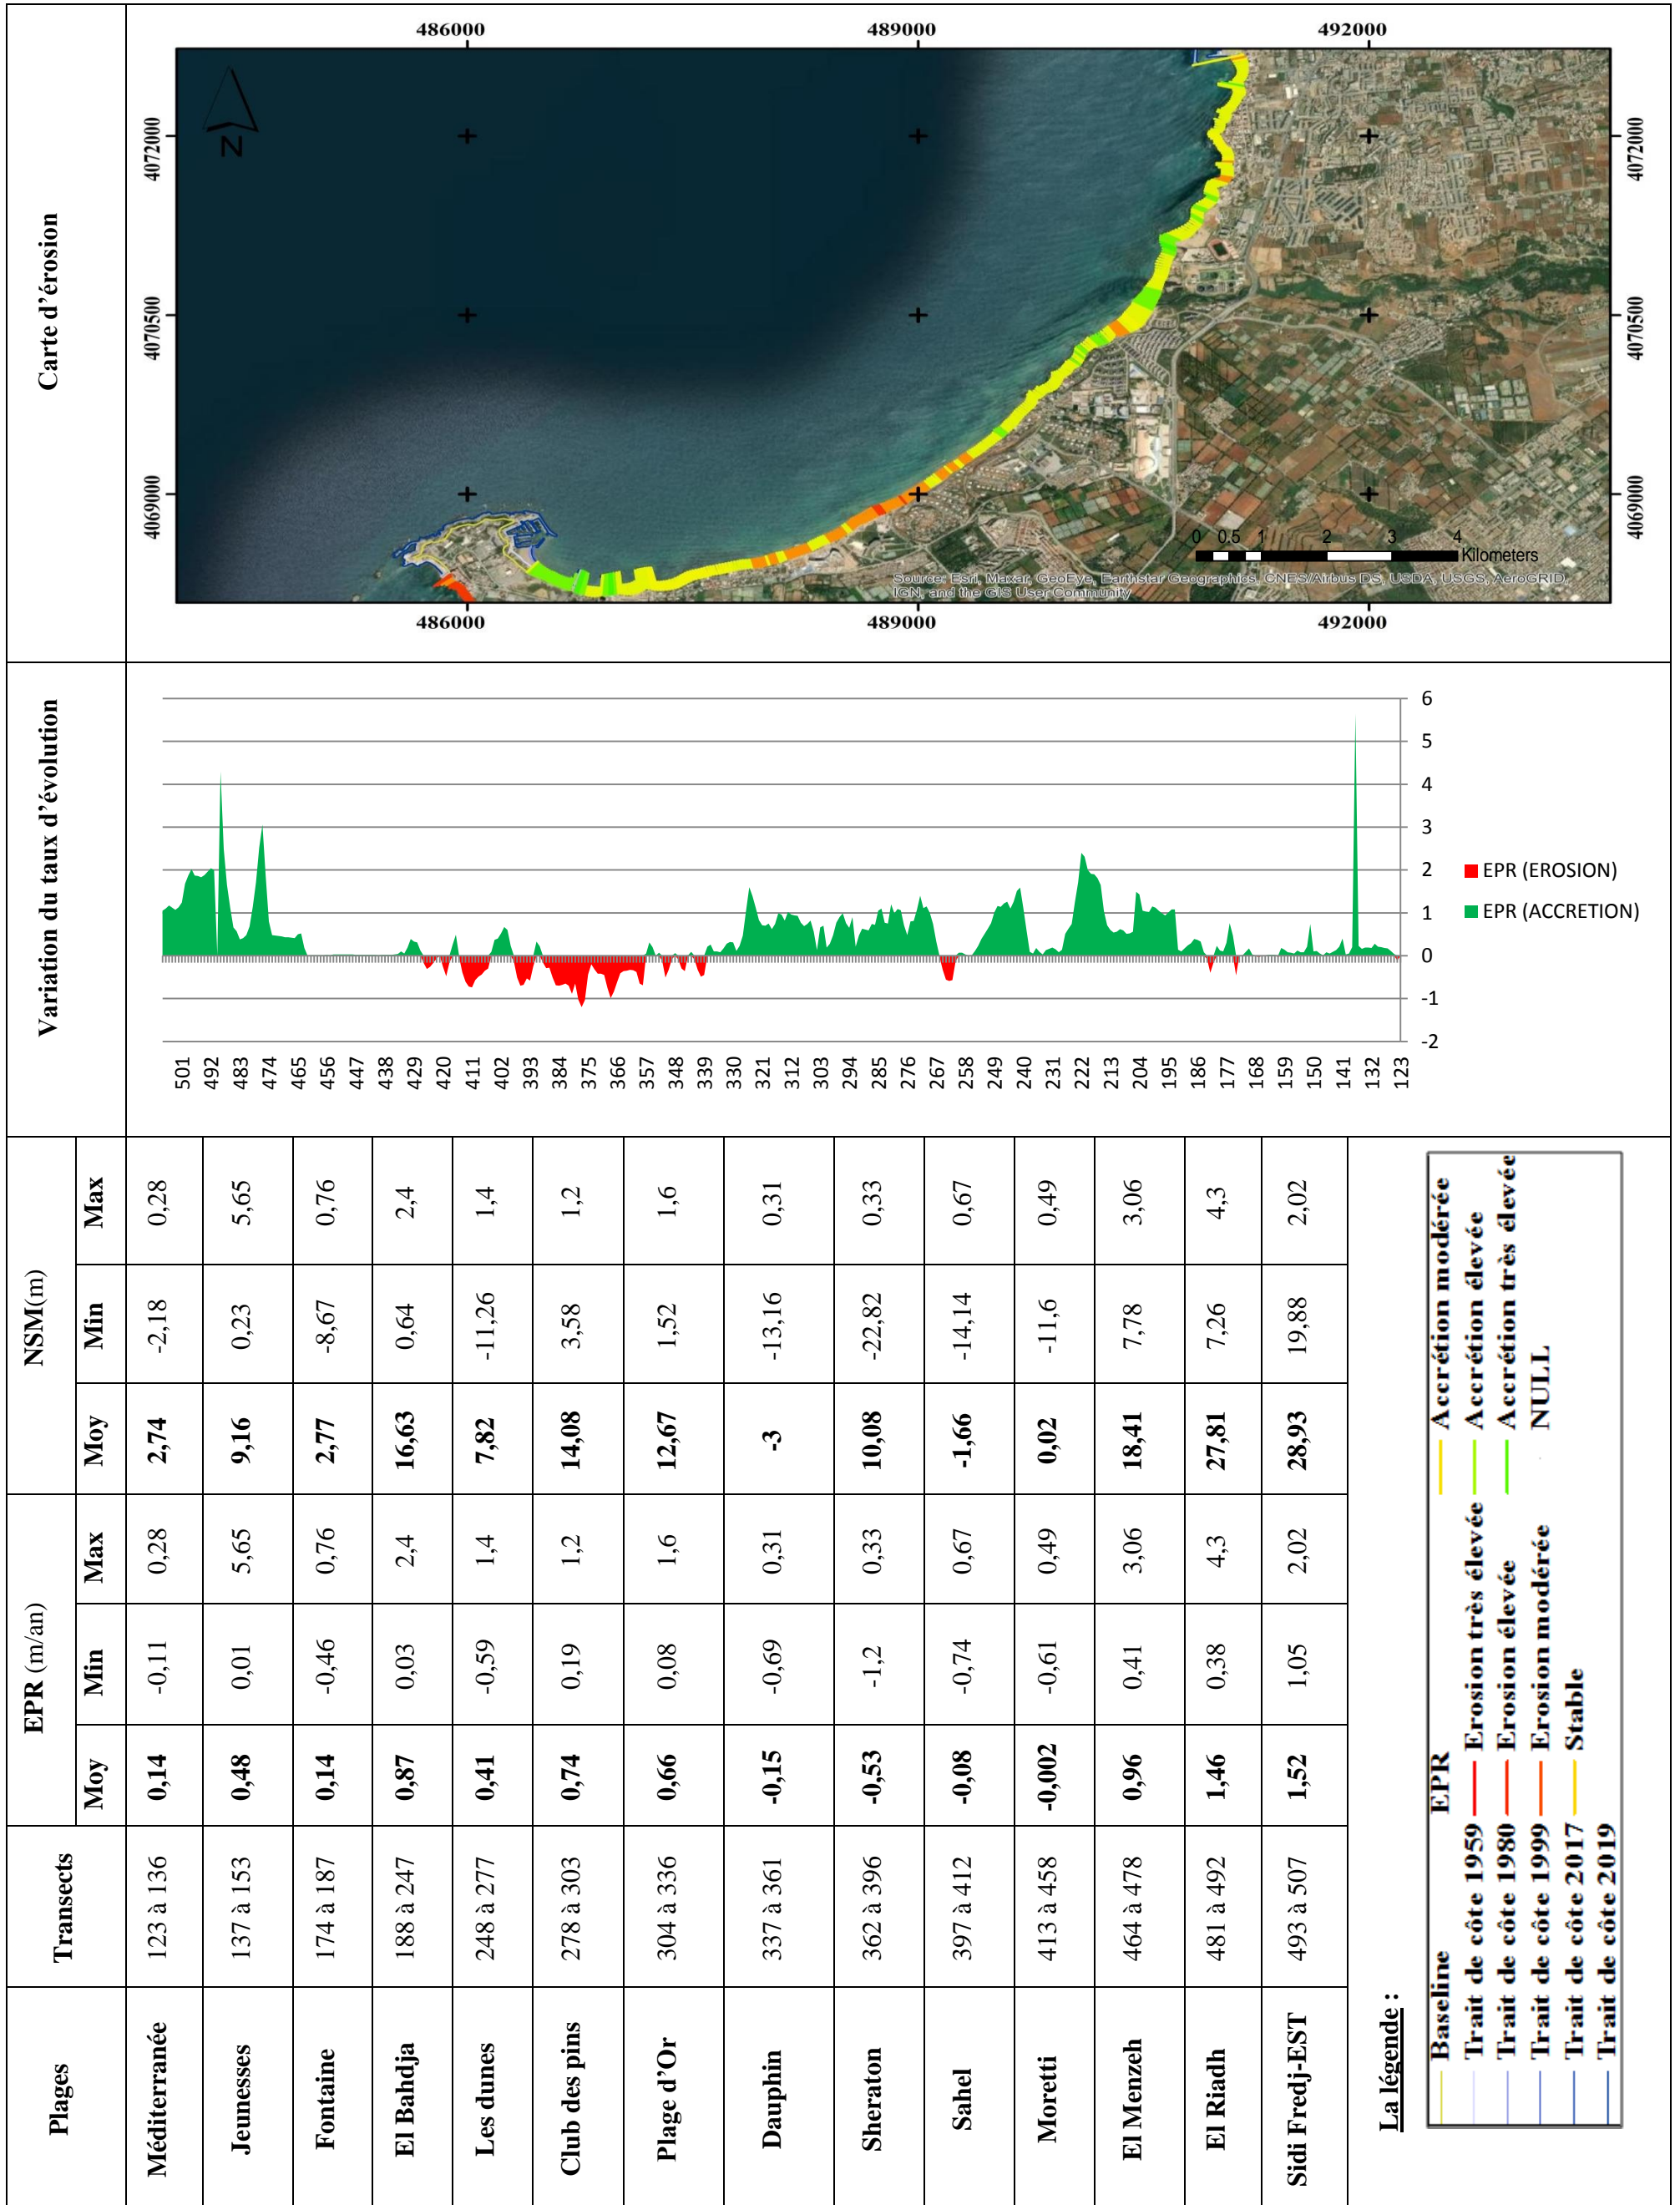 Plages Transects EPR (m/an) NSM(m) Variation du taux d’évolution Carte d’érosion
Moy Min Max Moy Min Max
Méditerranée 123 à 136 0,14 -0,11 0,28 2,74 -2,18 0,28
Jeunesses 137 à 153 0,48 0,01 5,65 9,16 0,23 5,65
Fontaine 174 à 187 0,14 -0,46 0,76 2,77 -8,67 0,76
El Bahdja 188 à 247 0,87 0,03 2,4 16,63 0,64 2,4
Les dunes 248 à 277 0,41 -0,59 1,4 7,82 -11,26 1,4
Club des pins 278 à 303 0,74 0,19 1,2 14,08 3,58 1,2
Plage d’Or 304 à 336 0,66 0,08 1,6 12,67 1,52 1,6
Dauphin 337 à 361 -0,15 -0,69 0,31 -3 -13,16 0,31
Sheraton 362 à 396 -0,53 -1,2 0,33 10,08 -22,82 0,33
Sahel 397 à 412 -0,08 -0,74 0,67 -1,66 -14,14 0,67
Moretti 413 à 458 -0,002 -0,61 0,49 0,02 -11,6 0,49
El Menzeh 464 à 478 0,96 0,41 3,06 18,41 7,78 3,06
El Riadh 481 à 492 1,46 0,38 4,3 27,81 7,26 4,3
Sidi Fredj-EST 493 à 507 1,52 1,05 2,02 28,93 19,88 2,02
La légende :
Baseline
Trait de côte 1959
Trait de côte 1980
Trait de côte 1999
Trait de côte 2017
Trait de côte 2019
EPR
Erosion très élevée
Erosion élevée
Erosion modérée
Stable
Accrétion modérée
Accrétion élevée
Accrétion très élevée
NULL
501 492 483 474 465 456 447 438 429 420 411 402 393 384 375 366 357 348 339 330 321 312 303 294 285 276 267 258 249 240 231 222 213 204 195 186 177 168 159 150 141 132 123
6
5
4
3
2
1
0
-1
-2
EPR (EROSION)
EPR (ACCRETION)
486000 489000 492000
4072000 4072000
4070500 4070500
4069000 4069000
486000 489000 492000
N
0 0.5 1 2 3 4
Kilometers
Source: Esri, Maxar, GeoEye, Earthstar Geographics, CNES/Airbus DS, USDA, USGS, AeroGRID,
IGN, and the GIS User Community